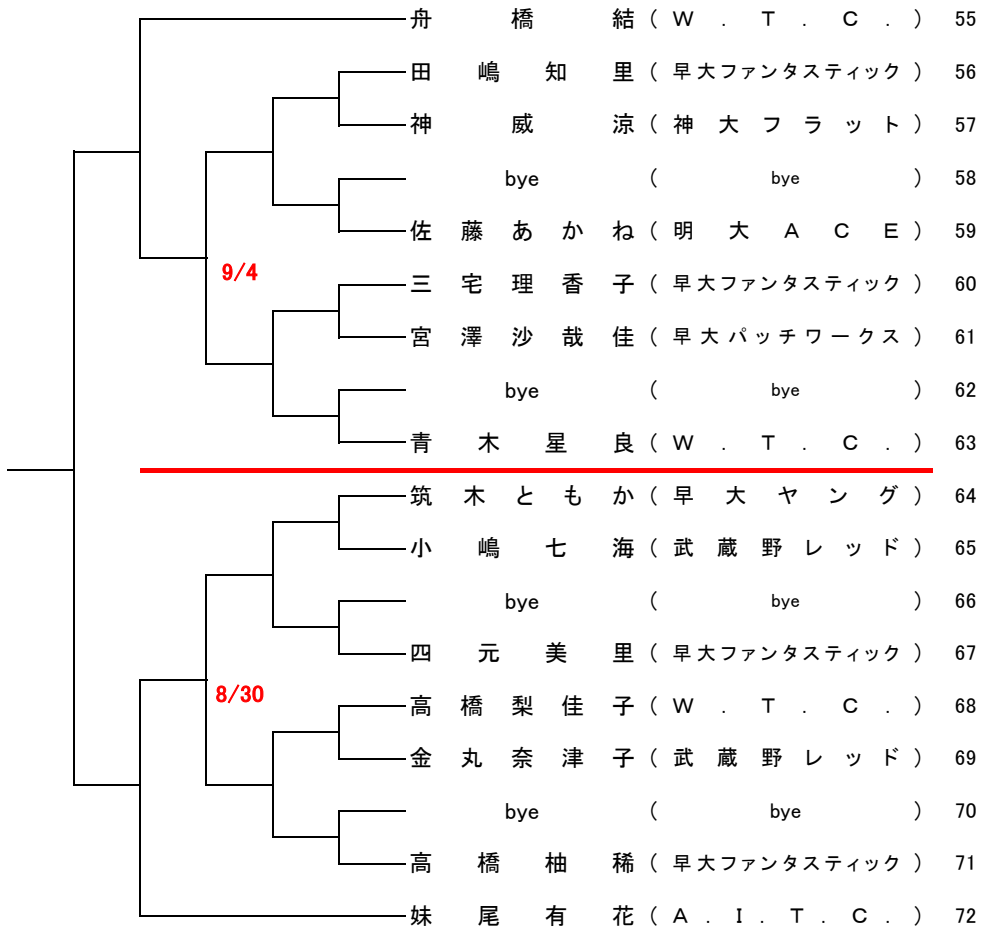 舟橋結（W.T.C.） 55
田嶋知里（早大ファンタスティック） 56
神威涼（神大フラット） 57
bye（bye） 58
佐藤あかね（明大ACE） 59
9/4
三宅理香子（早大ファンタスティック） 60
宮澤沙哉佳（早大パッチワークス） 61
bye（bye） 62
青木星良（W.T.C.） 63
筑木ともか（早大ヤング） 64
小嶋七海（武蔵野レッド） 65
bye（bye） 66
四元美里（早大ファンタスティック） 67
8/30
高橋梨佳子（W.T.C.） 68
金丸奈津子（武蔵野レッド） 69
bye（bye） 70
高橋柚稀（早大ファンタスティック） 71
妹尾有花（A.I.T.C.） 72